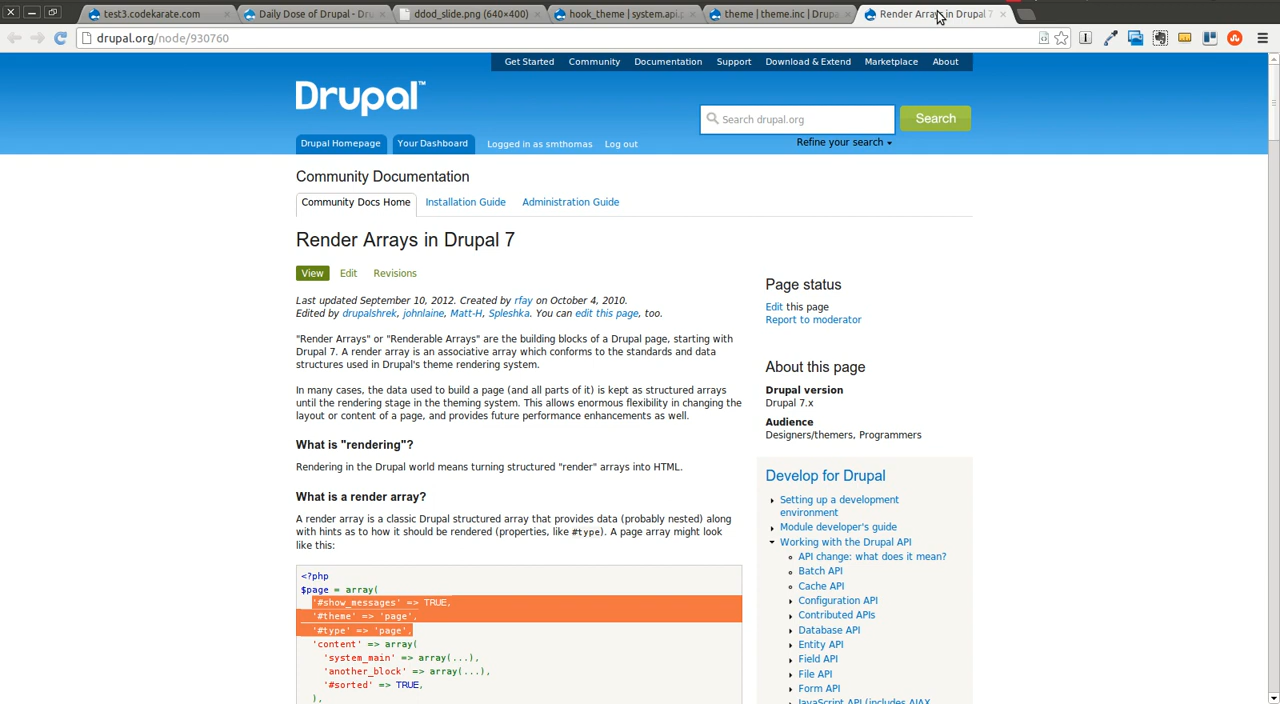 test3.codekarate.com
Daily Dose of Drupal - Dru
ddod_slide.png (640×400)
hook_theme | system.api.p
theme | theme.inc | Drupa
Render Arrays in Drupal 7
drupal.org/node/930760
Get Started Community Documentation Support Download & Extend Marketplace About
Drupal™
Search drupal.org
Search
Refine your search
Drupal Homepage Your Dashboard Logged in as smthomas Log out
Community Documentation
Community Docs Home Installation Guide Administration Guide
Render Arrays in Drupal 7
View Edit Revisions
Last updated September 10, 2012. Created by rfay on October 4, 2010.
Edited by drupalshrek, johnlaine, Matt-H, Spleshka. You can edit this page, too.
"Render Arrays" or "Renderable Arrays" are the building blocks of a Drupal page, starting with
Drupal 7. A render array is an associative array which conforms to the standards and data
structures used in Drupal's theme rendering system.
In many cases, the data used to build a page (and all parts of it) is kept as structured arrays
until the rendering stage in the theming system. This allows enormous flexibility in changing the
layout or content of a page, and provides future performance enhancements as well.
What is "rendering"?
Rendering in the Drupal world means turning structured "render" arrays into HTML.
What is a render array?
A render array is a classic Drupal structured array that provides data (probably nested) along
with hints as to how it should be rendered (properties, like #type). A page array might look
like this:
<?php
$page = array(
'#show_messages' => TRUE,
'#theme' => 'page',
'#type' => 'page',
'content' => array(
'system_main' => array(...),
'another_block' => array(...),
'#sorted' => TRUE,
),
Page status
Edit this page
Report to moderator
About this page
Drupal version
Drupal 7.x
Audience
Designers/themers, Programmers
Develop for Drupal
Setting up a development
environment
Module developer's guide
Working with the Drupal API
API change: what does it mean?
Batch API
Cache API
Configuration API
Contributed APIs
Database API
Entity API
Field API
File API
Form API
JavaScript API (includes AJAX